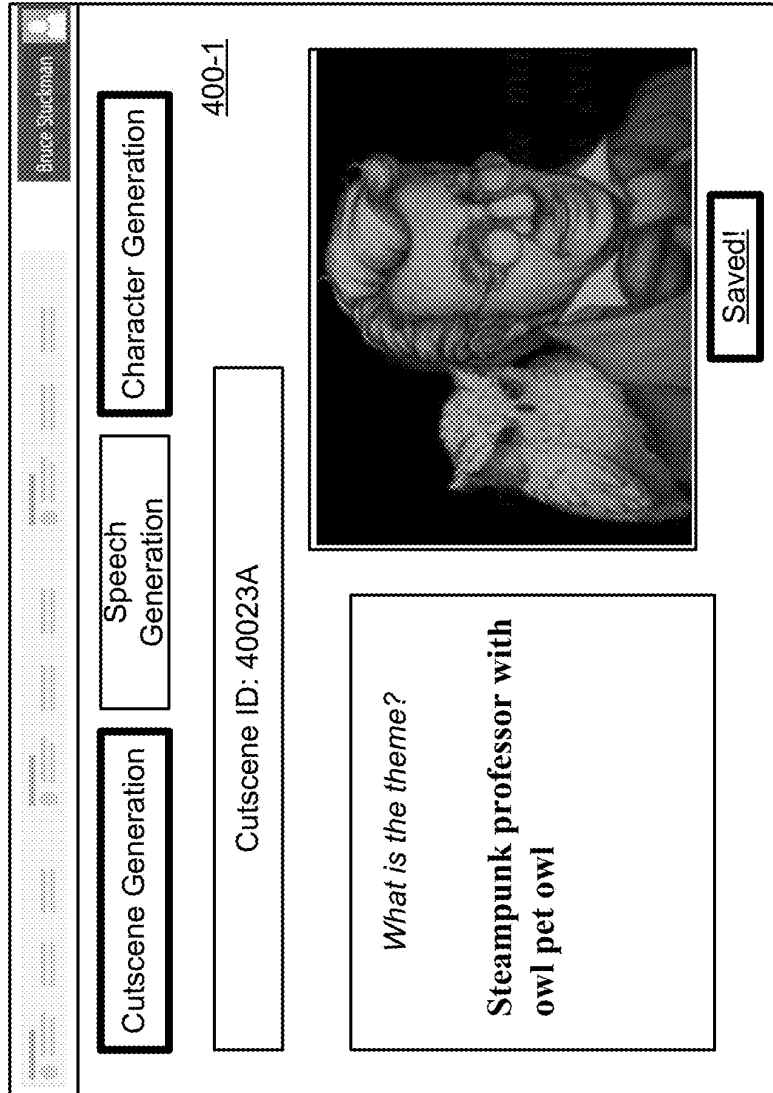 Bruce Stuckman
Cutscene Generation
Speech
Generation
Character Generation
400-1
Cutscene ID: 40023A
What is the theme?
Steampunk professor with
owl pet owl
Saved!